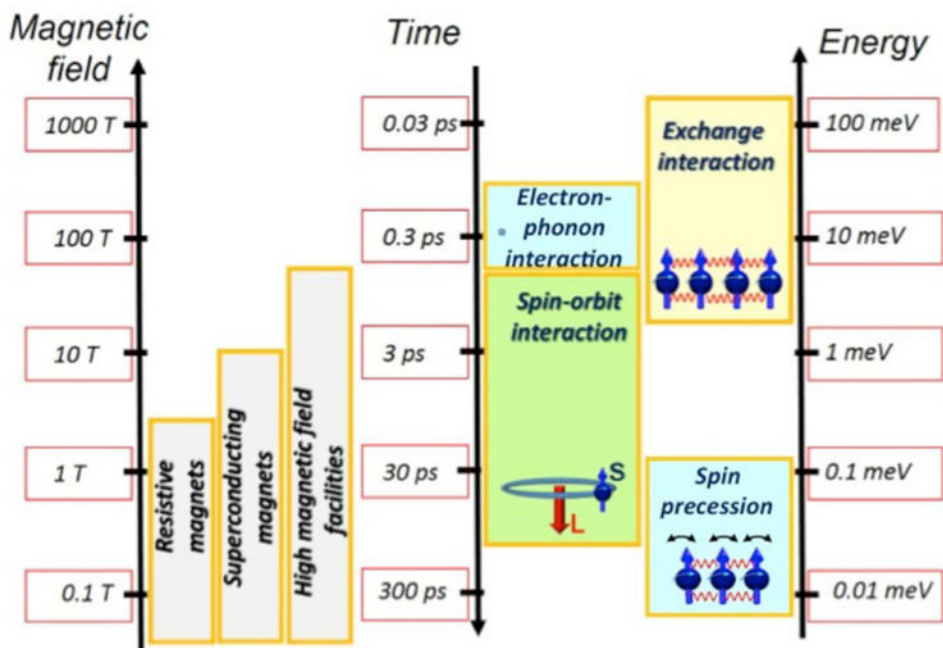 Magnetic
field
1000 T
100 T
10 T
1 T
0.1 T
Resistive
magnets
Superconducting
magnets
High magnetic field
facilities
Time
0.03 ps
0.3 ps
3 ps
30 ps
300 ps
Electron-
phonon
interaction
Spin-orbit
interaction
S
L
Exchange
interaction
Spin
precession
Energy
100 meV
10 meV
1 meV
0.1 meV
0.01 meV